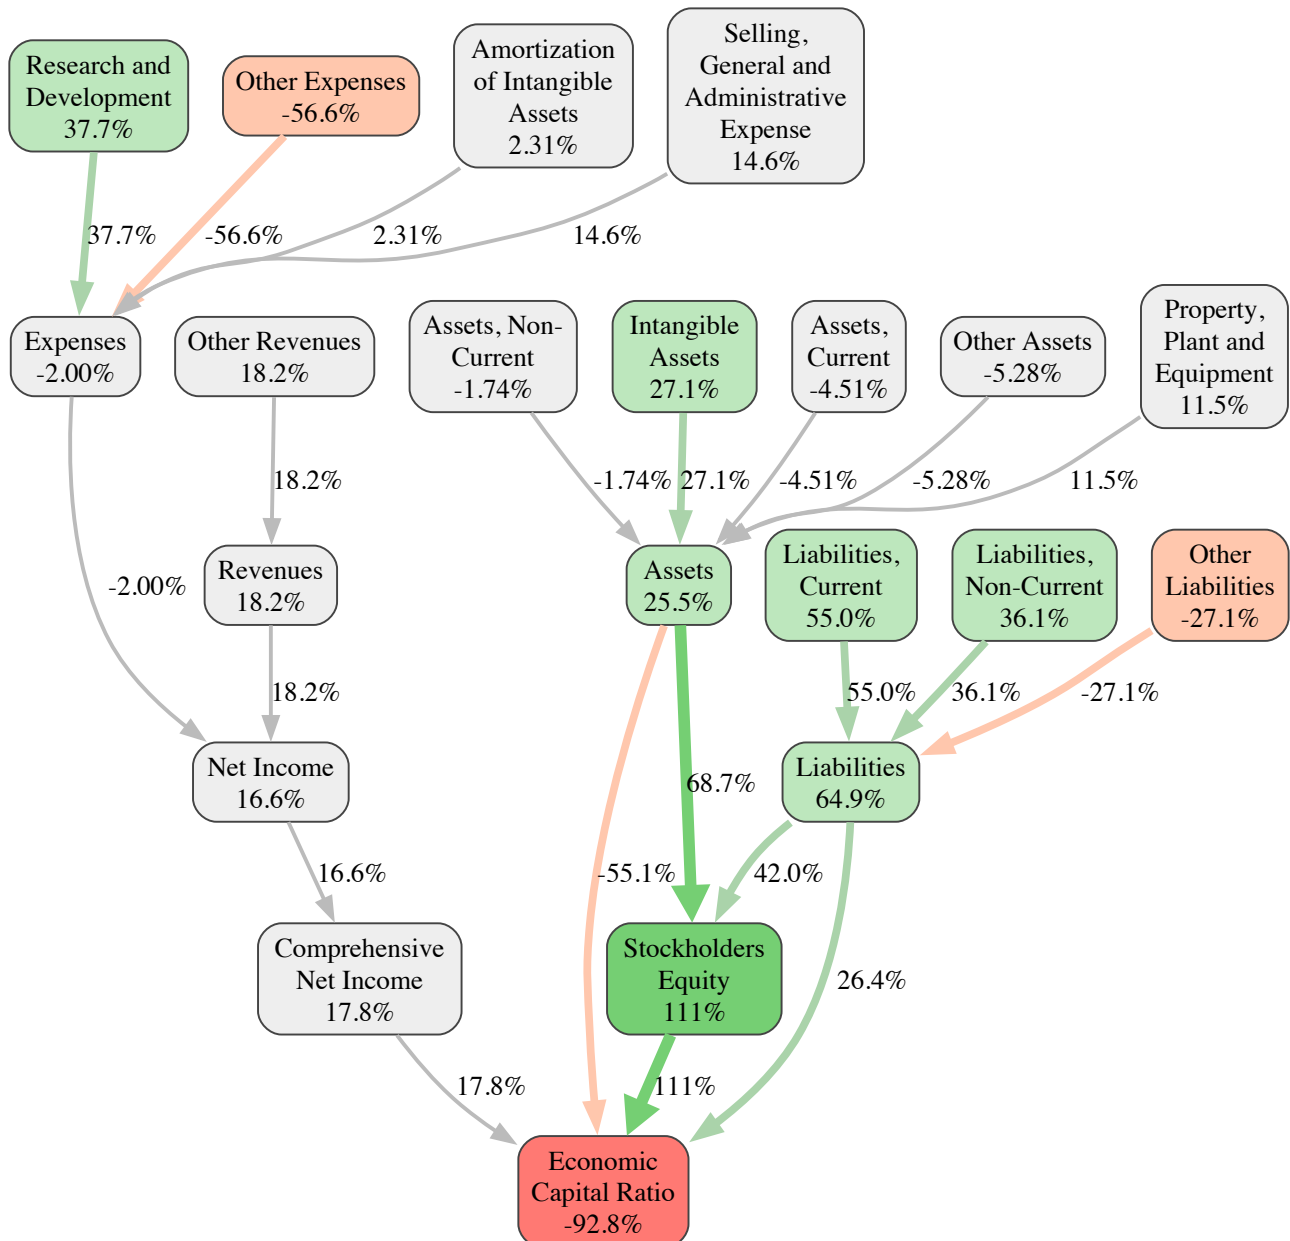 Research and
Development
37.7%
Other Expenses
-56.6%
Amortization
of Intangible
Assets
2.31%
Selling,
General and
Administrative
Expense
14.6%
37.7%
-56.6%
2.31%
14.6%
Expenses
-2.00%
Other Revenues
18.2%
Assets, Non-
Current
-1.74%
Intangible
Assets
27.1%
Assets,
Current
-4.51%
Other Assets
-5.28%
Property,
Plant and
Equipment
11.5%
18.2%
-1.74%
27.1%
-4.51%
-5.28%
11.5%
-2.00%
Revenues
18.2%
Assets
25.5%
Liabilities,
Current
55.0%
Liabilities,
Non-Current
36.1%
Other
Liabilities
-27.1%
18.2%
55.0%
36.1%
-27.1%
Net Income
16.6%
68.7%
Liabilities
64.9%
16.6%
-55.1%
42.0%
Comprehensive
Net Income
17.8%
Stockholders
Equity
111%
26.4%
17.8%
111%
Economic
Capital Ratio
-92.8%